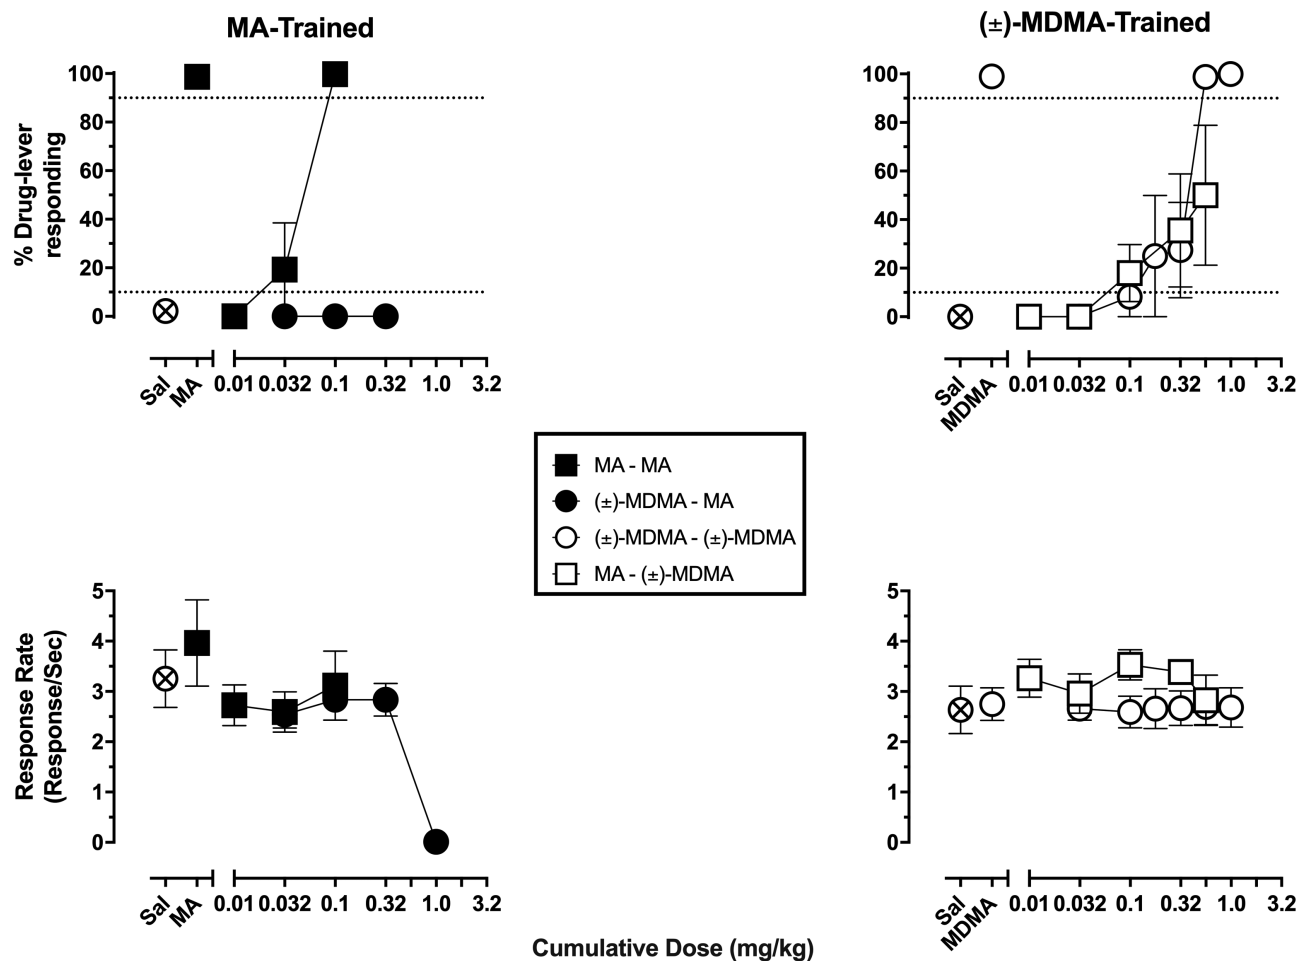 MA-Trained
(±)-MDMA-Trained
% Drug-lever
responding
100
80
60
40
20
0
Sal
MA
0.01 0.032 0.1 0.32 1.0 3.2
100
80
60
40
20
0
Sal
MDMA
0.01 0.032 0.1 0.32 1.0 3.2
MA - MA
(±)-MDMA - MA
(±)-MDMA - (±)-MDMA
MA - (±)-MDMA
Response Rate
(Response/Sec)
5
4
3
2
1
0
Sal
MA
0.01 0.032 0.1 0.32 1.0 3.2
5
4
3
2
1
0
Sal
MDMA
0.01 0.032 0.1 0.32 1.0 3.2
Cumulative Dose (mg/kg)